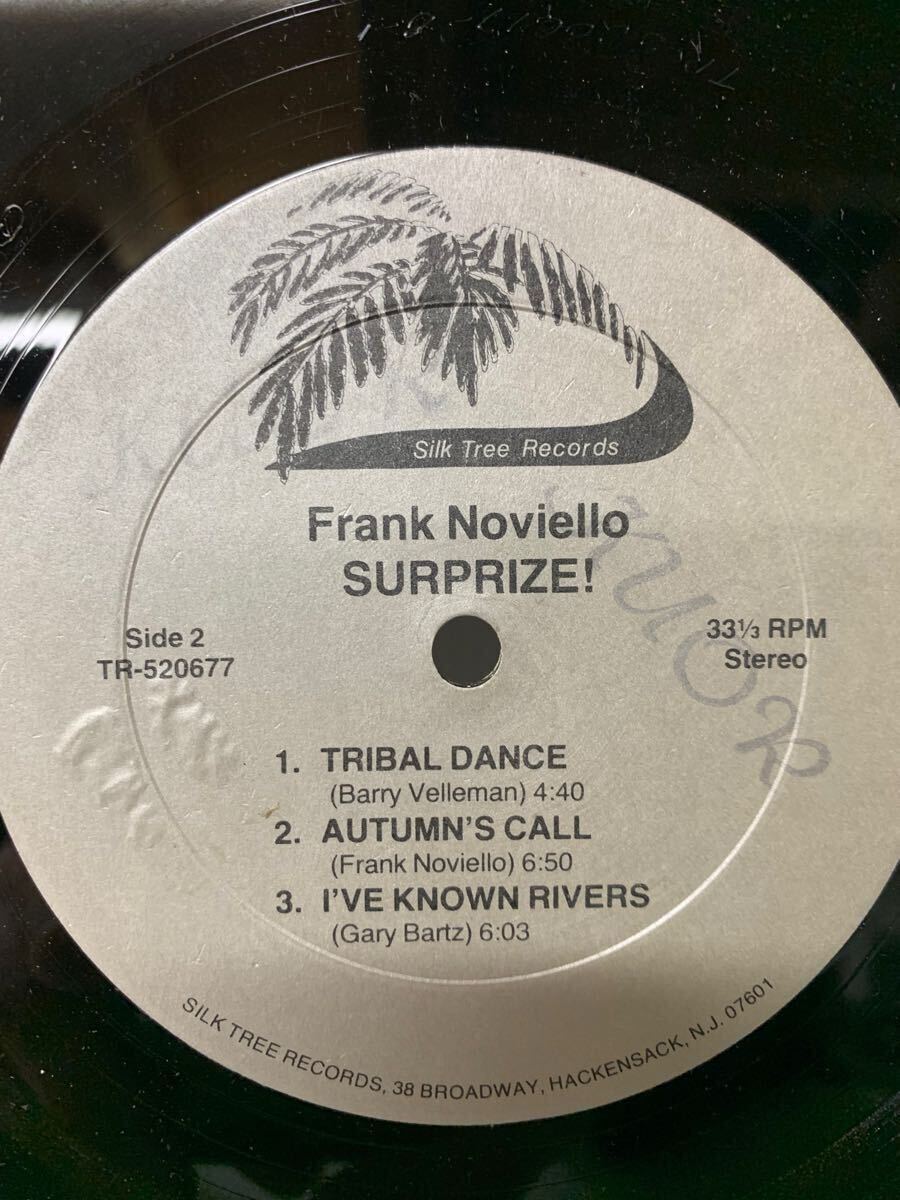 Silk Tree Records
Frank Noviello
SURPRIZE!
Side 2
TR-520677
33⅓ RPM
Stereo
1. TRIBAL DANCE
(Barry Velleman) 4:40
2. AUTUMN'S CALL
(Frank Noviello) 6:50
3. I'VE KNOWN RIVERS
(Gary Bartz) 6:03
SILK TREE RECORDS, 38 BROADWAY, HACKENSACK, N.J. 07601